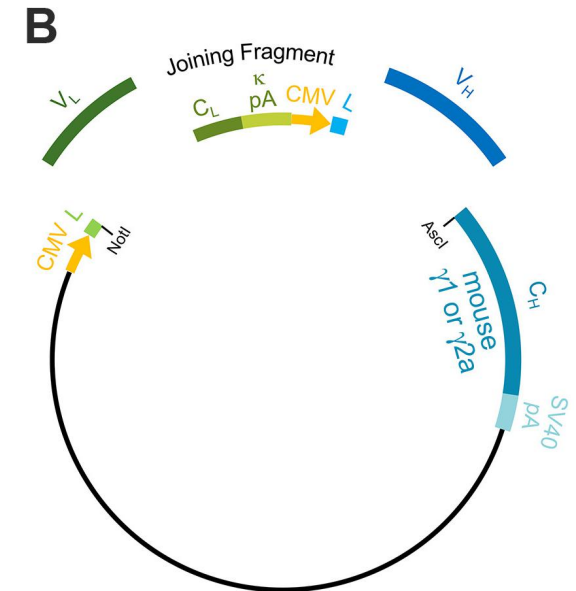 B
Joining Fragment
VL
CL
κ
pA
CMV
L
VH
CMV
L
NotI
AscI
mouse
γ1 or γ2a
CH
SV40
pA